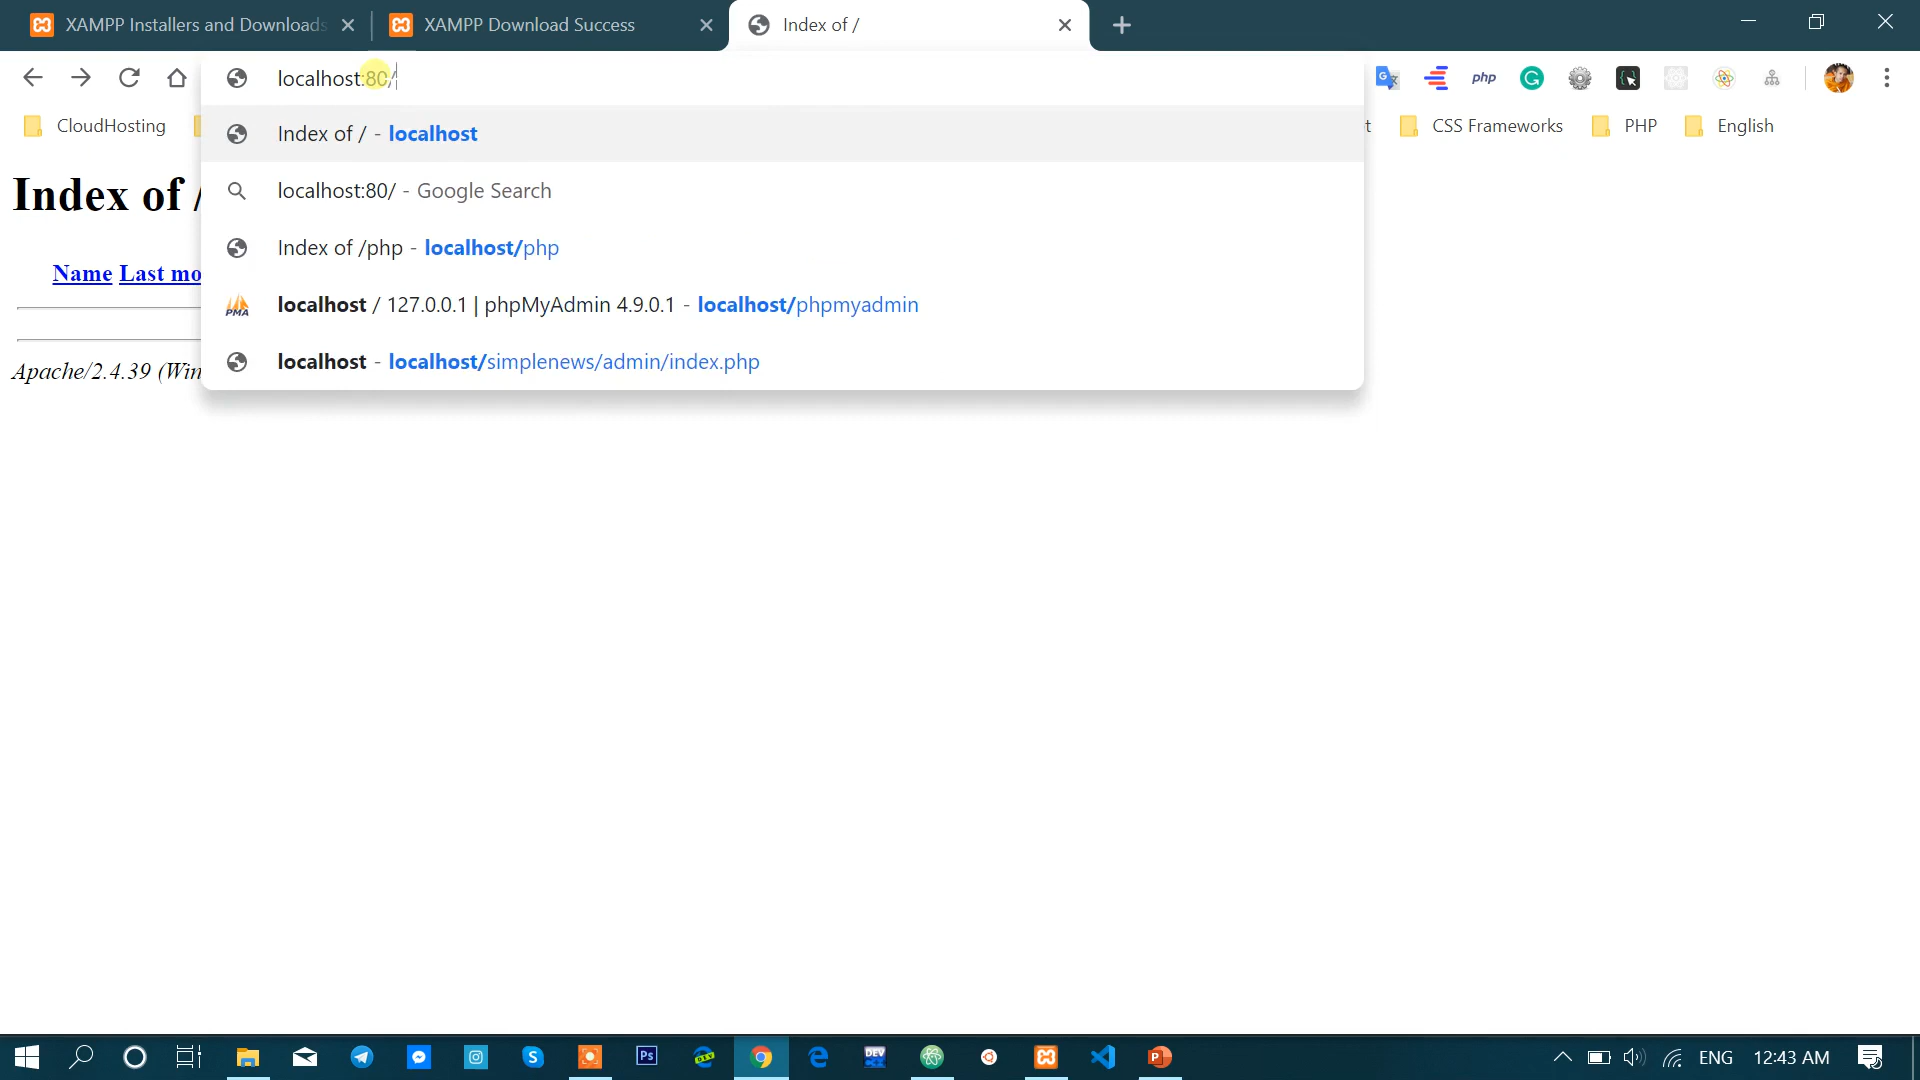 XAMPP Installers and Downloads
XAMPP Download Success
Index of /
localhost:80/
php
CloudHosting
t
CSS Frameworks
PHP
English
Index of / - localhost
localhost:80/ - Google Search
Index of /php - localhost/php
localhost / 127.0.0.1 | phpMyAdmin 4.9.0.1 - localhost/phpmyadmin
PMA
localhost - localhost/simplenews/admin/index.php
Index of /
Name Last mo
Apache/2.4.39 (Win
Ps
DEV
ENG
12:43 AM